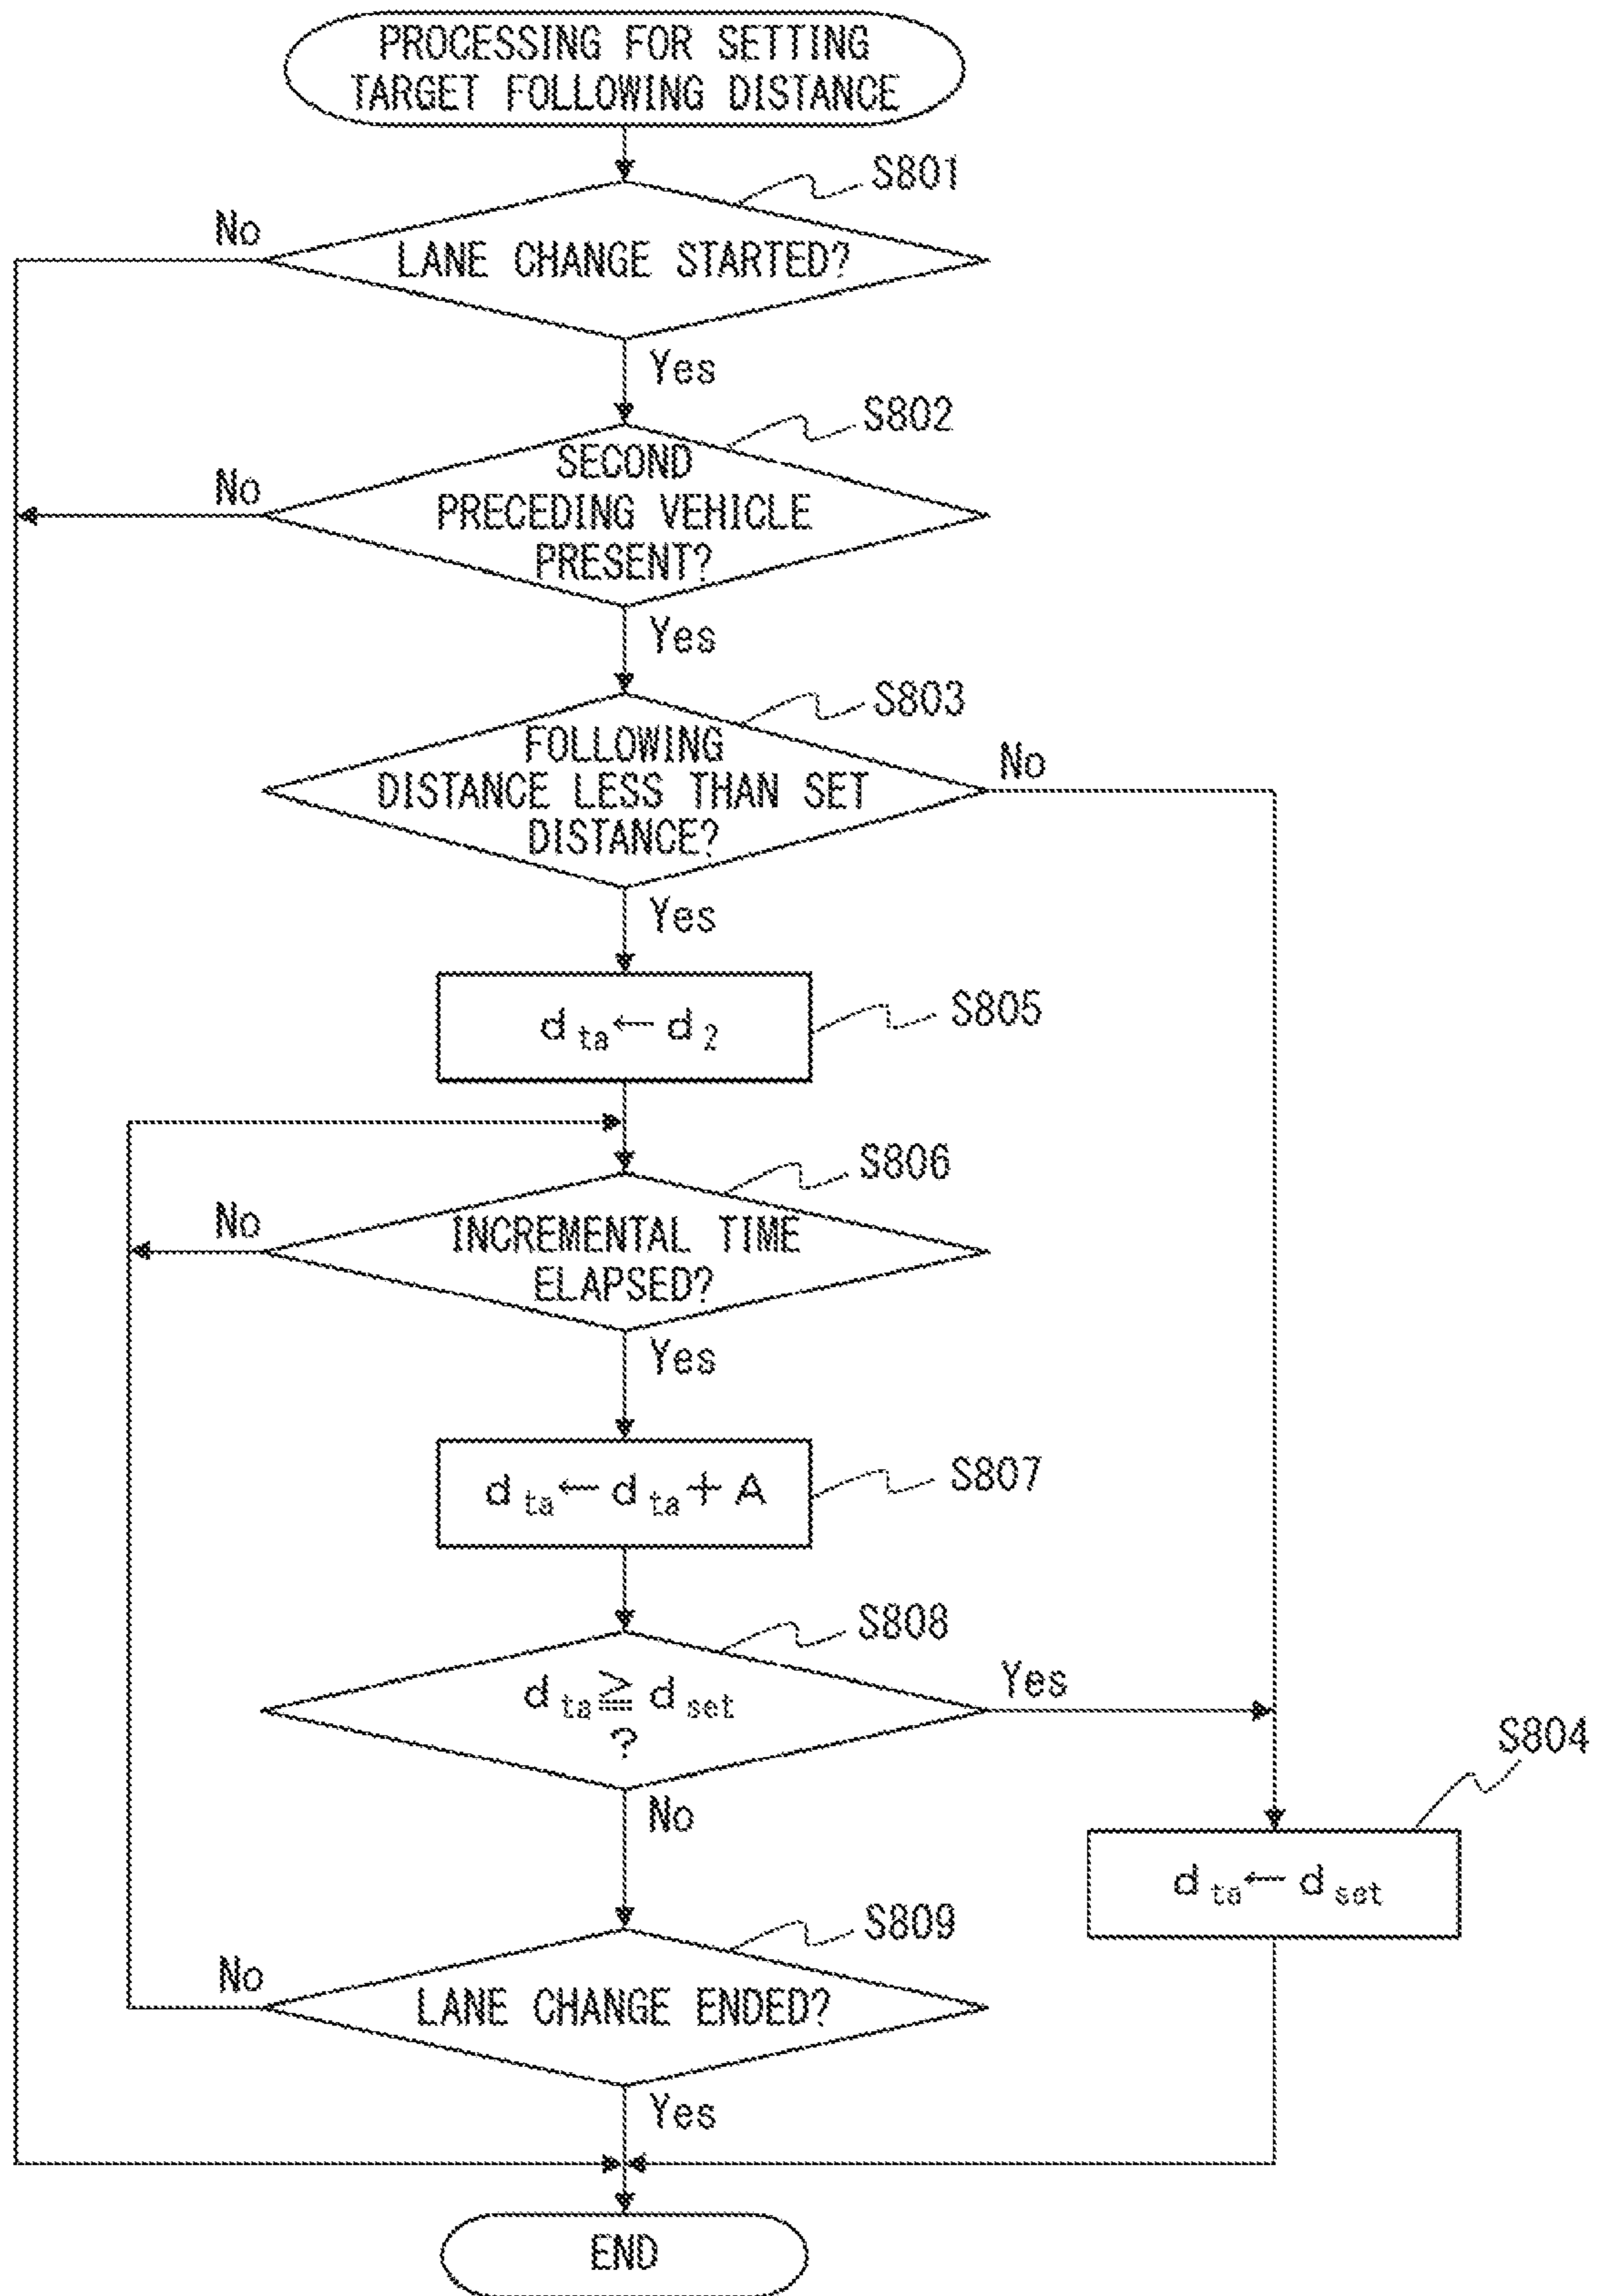 PROCESSING FOR SETTING
TARGET FOLLOWING DISTANCE
S801
No
LANE CHANGE STARTED?
Yes
S802
No
SECOND
PRECEDING VEHICLE
PRESENT?
Yes
S803
FOLLOWING
DISTANCE LESS THAN SET
DISTANCE?
No
Yes
d ta ← d 2
S805
S806
No
INCREMENTAL TIME
ELAPSED?
Yes
d ta ← d ta + A
S807
S808
d ta ≧ d set
?
Yes
No
S804
d ta ← d set
S809
No
LANE CHANGE ENDED?
Yes
END